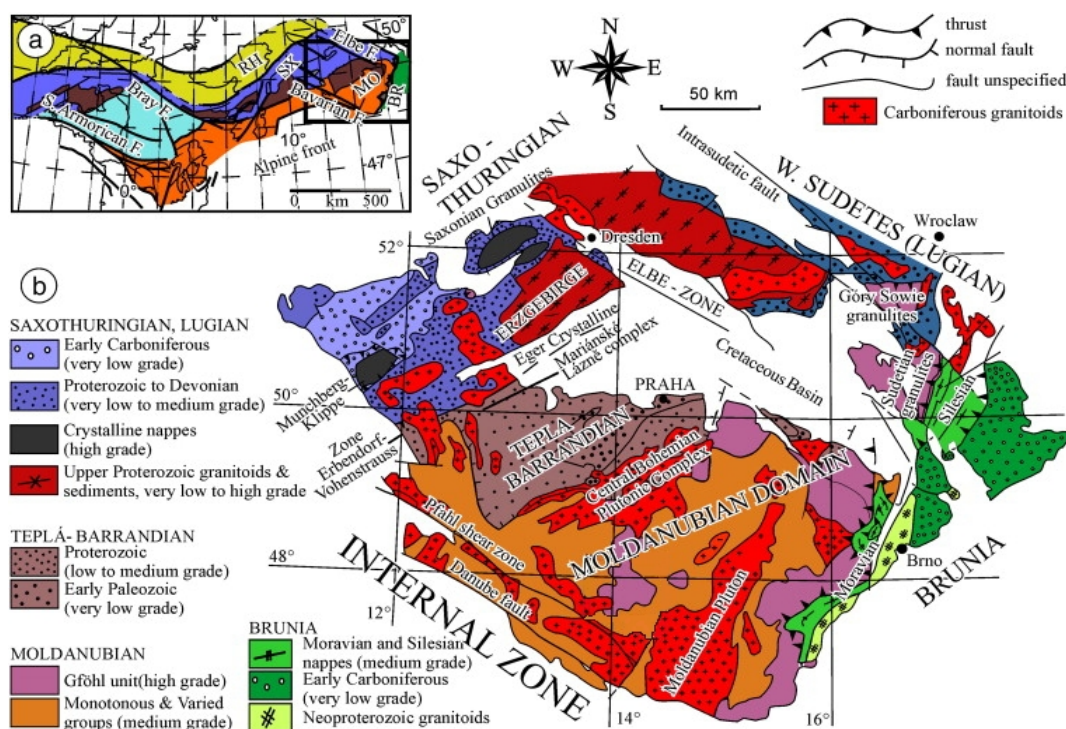 a
RH
SX
Elbe F.
50°
MO
BR
Bray F.
S. Armorican F.
Bavarian F.
10°
Alpine front
47°
0°
0 km 500
N
W E
S
50 km
thrust
normal fault
fault unspecified
Carboniferous granitoids
SAXO -
THURINGIAN
Saxonian Granulites
Intrasudetic fault
W. SUDETES (LUGIAN)
Wroclaw
52°
Dresden
ELBE - ZONE
ERZGEBIRGE
Góry Sowie
granulites
Eger Crystalline
Mariánské
Lázné complex
Cretaceous Basin
Sudetian
granulites
Silesian
50°
Munchberg-
Klippe
PRAHA
Zone
Erbendorf-
Vohenstrauss
TEPLÁ
BARRANDIAN
Central Bohemian
Plutonic Complex
MOLDANUBIAN DOMAIN
Pfahl shear zone
Danube fault
48°
12°
INTERNAL ZONE
Moldanubian Pluton
Moravian
Brno
BRUNIA
14°
16°
b
SAXOTHURINGIAN, LUGIAN
Early Carboniferous
(very low grade)
Proterozoic to Devonian
(very low to medium grade)
Crystalline nappes
(high grade)
Upper Proterozoic granitoids &
sediments, very low to high grade
TEPLÁ- BARRANDIAN
Proterozoic
(low to medium grade)
Early Paleozoic
(very low grade)
MOLDANUBIAN
Gföhl unit(high grade)
Monotonous & Varied
groups (medium grade)
BRUNIA
Moravian and Silesian
nappes (medium grade)
Early Carboniferous
(very low grade)
Neoproterozoic granitoids